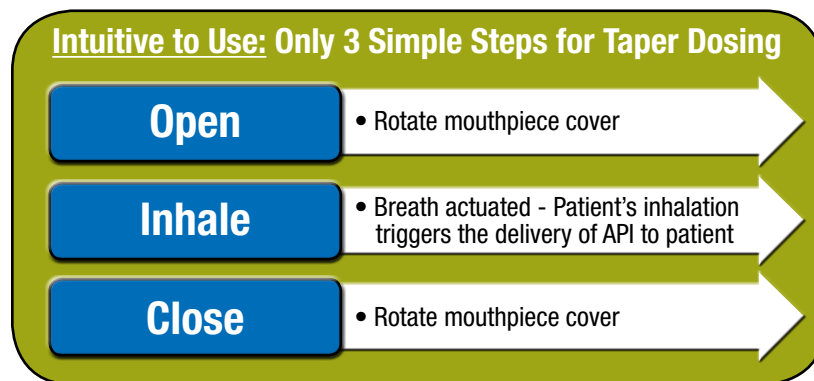 Intuitive to Use: Only 3 Simple Steps for Taper Dosing
Open
• Rotate mouthpiece cover
Inhale
• Breath actuated - Patient's inhalation
triggers the delivery of API to patient
Close
• Rotate mouthpiece cover